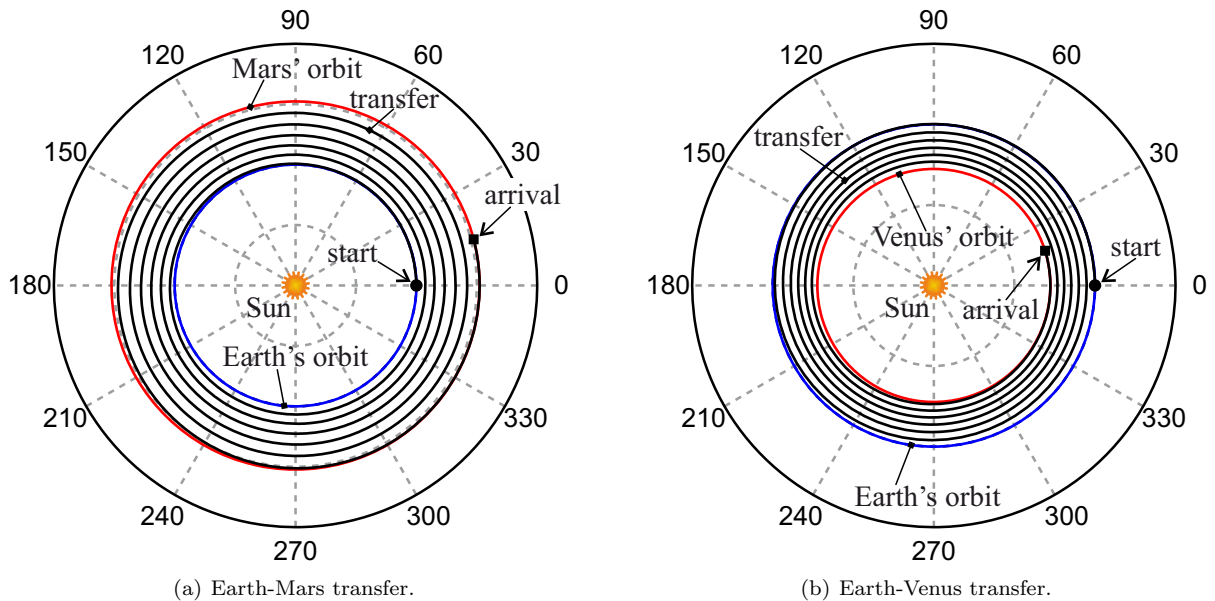 90
120
60
Mars’ orbit
transfer
150
30
arrival
start
180
0
Sun
Earth’s orbit
210
330
240
300
270
(a) Earth-Mars transfer.
90
120
60
transfer
150
30
Venus’ orbit
start
180
0
Sun
arrival
210
330
Earth’s orbit
240
300
270
(b) Earth-Venus transfer.